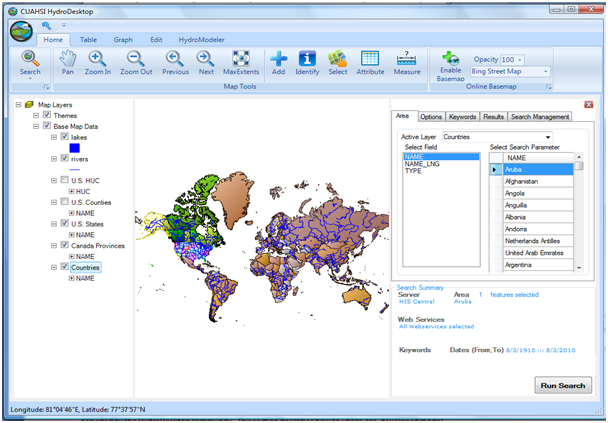 CUAHSI HydroDesktop
Home Table Graph Edit HydroModeler
Search Pan Zoom In Zoom Out Previous Next MaxExtents Add Identify Select Attribute Measure Enable Basemap Opacity 100
Bing Street Map
Map Tools Online Basemap
Map Layers
Themes
Base Map Data
lakes
rivers
U.S. HUC
HUC
U.S. Counties
NAME
U.S. States
NAME
Canada Provinces
NAME
Countries
NAME
Area Options Keywords Results Search Management
Active Layer Countries
Select Field Select Search Parameter
NAME
NAME_LNG
TYPE
NAME
Aruba
Afghanistan
Angola
Anguilla
Albania
Andorra
Netherlands Antilles
United Arab Emirates
Argentina
Search Summary
Server Area 1 features selected
HIS Central Aruba
Web Services
All Webservices selected
Keywords Dates (From,To) 8/3/1910 ::: 8/3/2010
Run Search
Longitude: 81°04'46"E, Latitude: 77°37'57"N